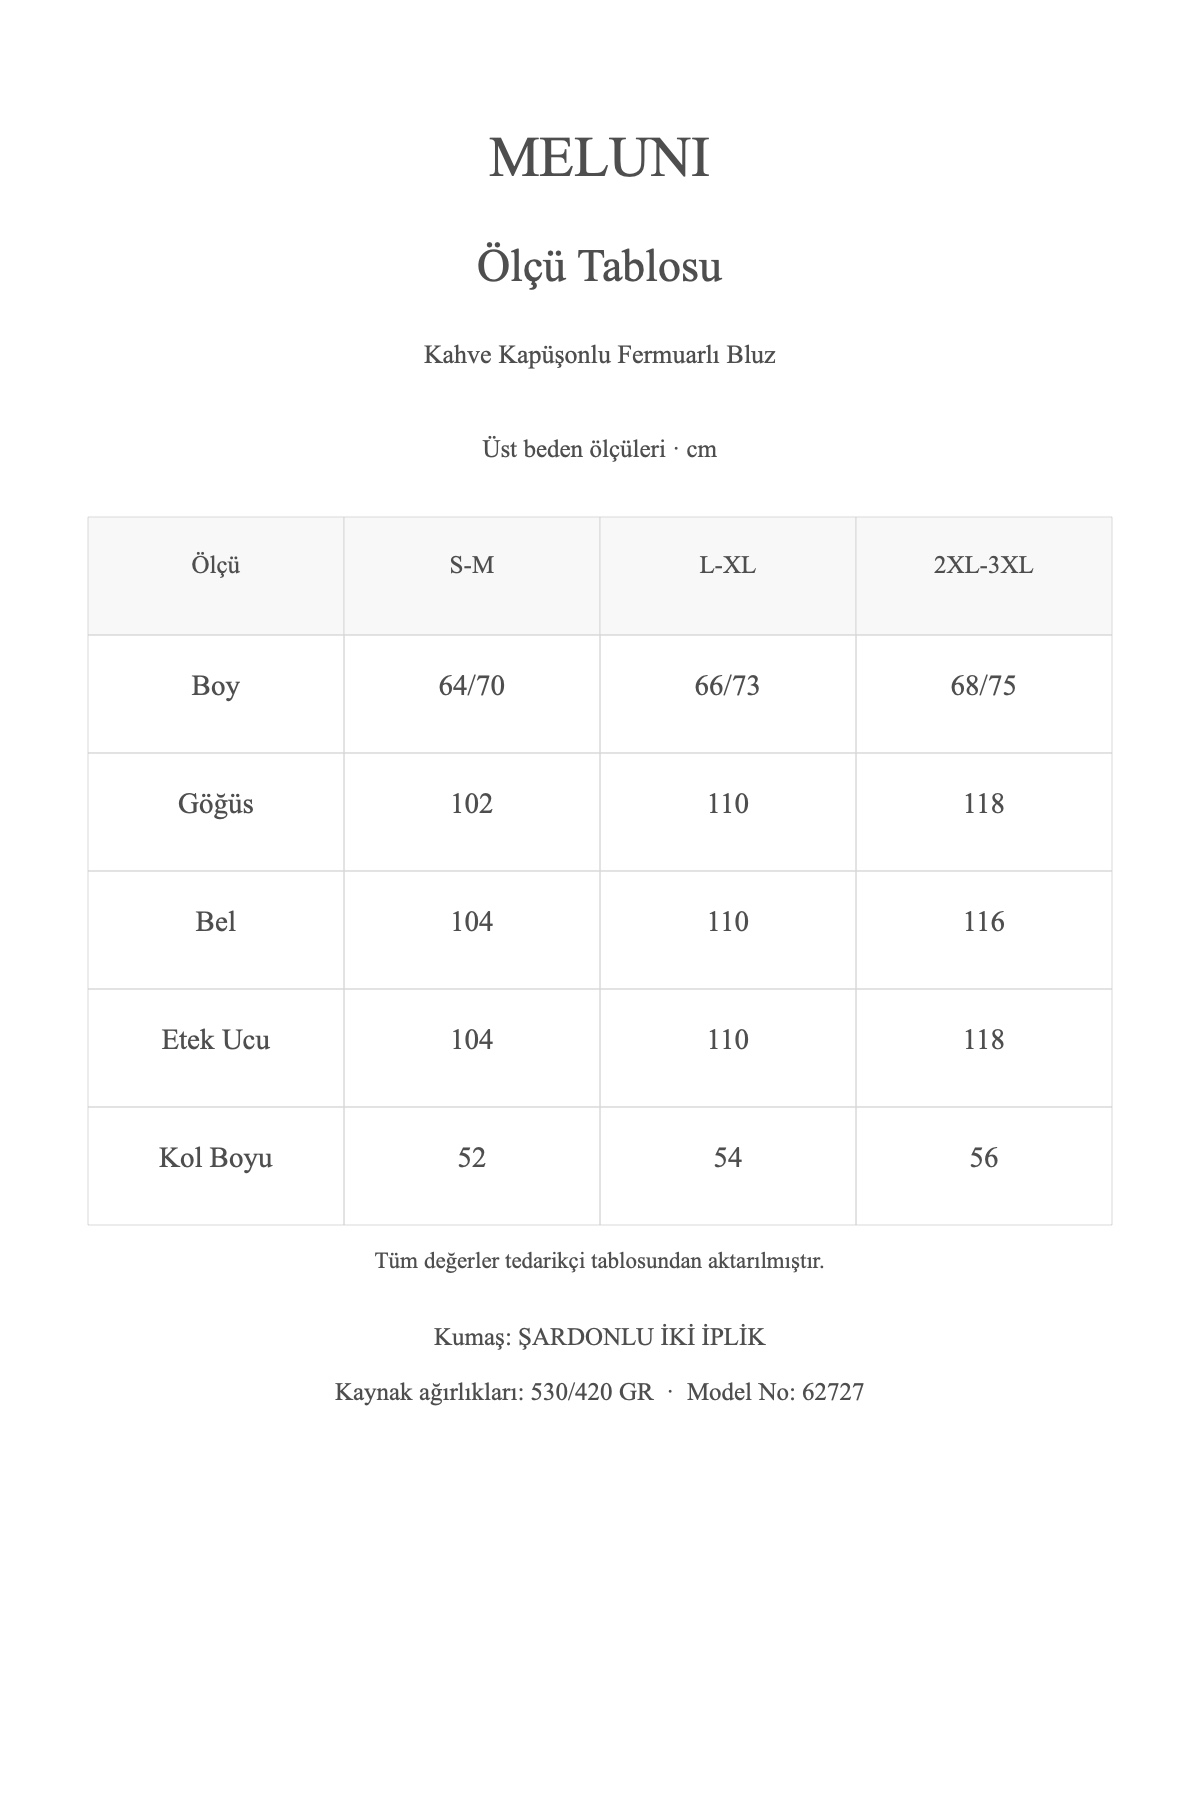 MELUNI
Ölçü Tablosu
Kahve Kapüşonlu Fermuarlı Bluz
Üst beden ölçüleri · cm
Ölçü S-M L-XL 2XL-3XL
Boy 64/70 66/73 68/75
Göğüs 102 110 118
Bel 104 110 116
Etek Ucu 104 110 118
Kol Boyu 52 54 56
Tüm değerler tedarikçi tablosundan aktarılmıştır.
Kumaş: ŞARDONLU İKİ İPLİK
Kaynak ağırlıkları: 530/420 GR · Model No: 62727